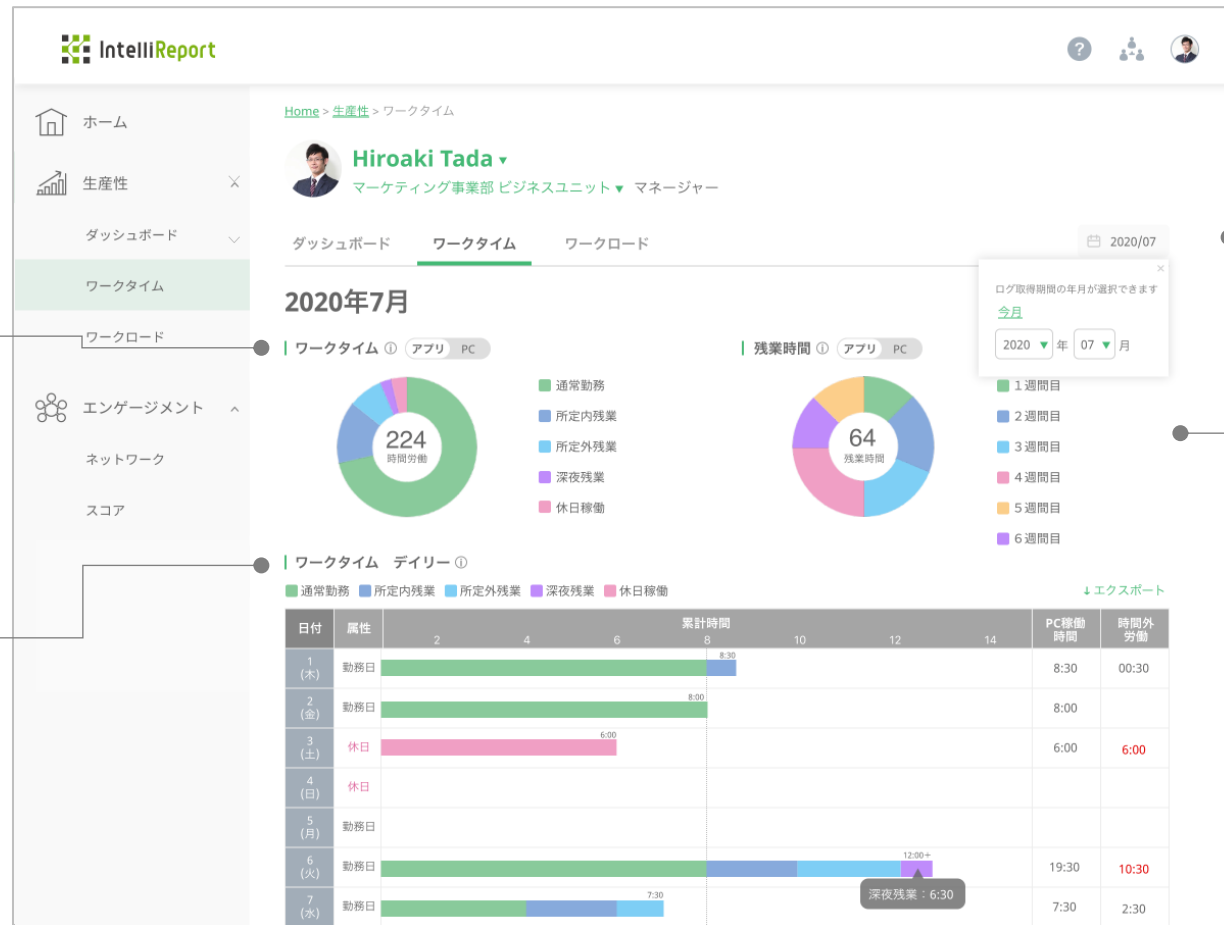 IntelliReport
?
ホーム
生産性
ダッシュボード
ワークタイム
ワークロード
エンゲージメント
ネットワーク
スコア
Home > 生産性 > ワークタイム
Hiroaki Tada ▾
マーケティング事業部 ビジネスユニット ▾ マネージャー
ダッシュボード ワークタイム ワークロード
2020/07
×
ログ取得期間の年月が選択できます
今月
2020 ▼ 年 07 ▼ 月
2020年7月
ワークタイム ⓘ アプリ PC
224
時間労働
通常勤務
所定内残業
所定外残業
深夜残業
休日稼働
残業時間 ⓘ アプリ PC
64
残業時間
1週間目
2週間目
3週間目
4週間目
5週間目
6週間目
ワークタイム デイリー ⓘ
通常勤務 所定内残業 所定外残業 深夜残業 休日稼働
↓エクスポート
日付 属性 累計時間 PC稼働時間 時間外労働
2 4 6 8 10 12 14
1 (木) 勤務日 8:30 8:30 00:30
2 (金) 勤務日 8:00 8:00
3 (土) 休日 6:00 6:00 6:00
4 (日) 休日
5 (月) 勤務日
6 (火) 勤務日 12:00+ 19:30 10:30
深夜残業：6:30
7 (水) 勤務日 7:30 7:30 2:30